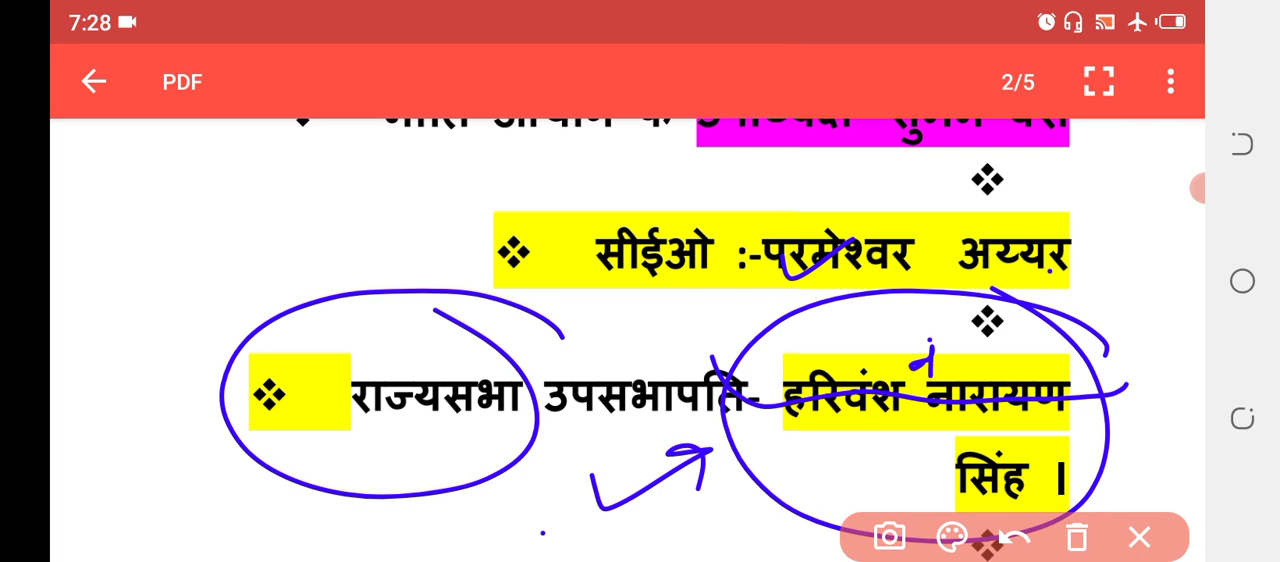 7:28
PDF
2/5
❖ सीईओ :-परमेश्वर अय्यर
❖ राज्यसभा उपसभापति- हरिवंश नारायण
सिंह ।